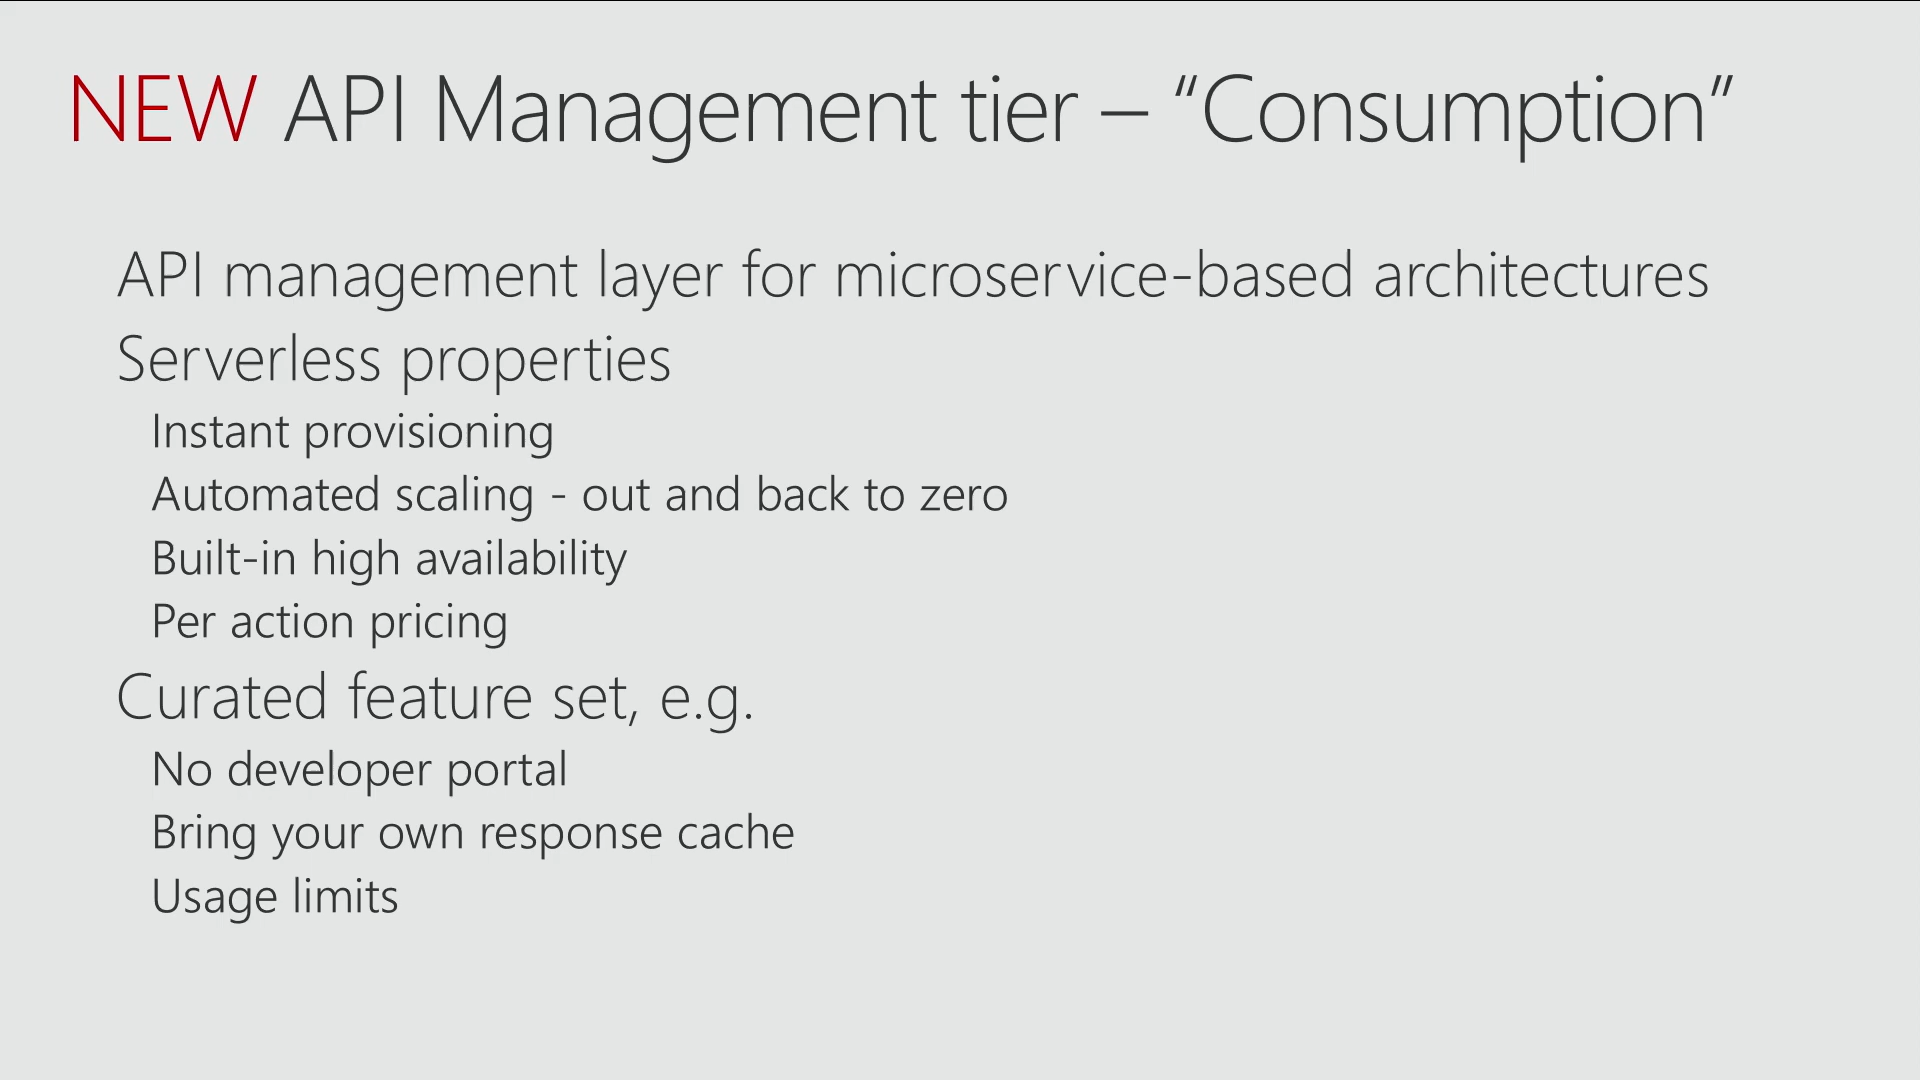 NEW API Management tier – “Consumption”
API management layer for microservice-based architectures
Serverless properties
Instant provisioning
Automated scaling - out and back to zero
Built-in high availability
Per action pricing
Curated feature set, e.g.
No developer portal
Bring your own response cache
Usage limits